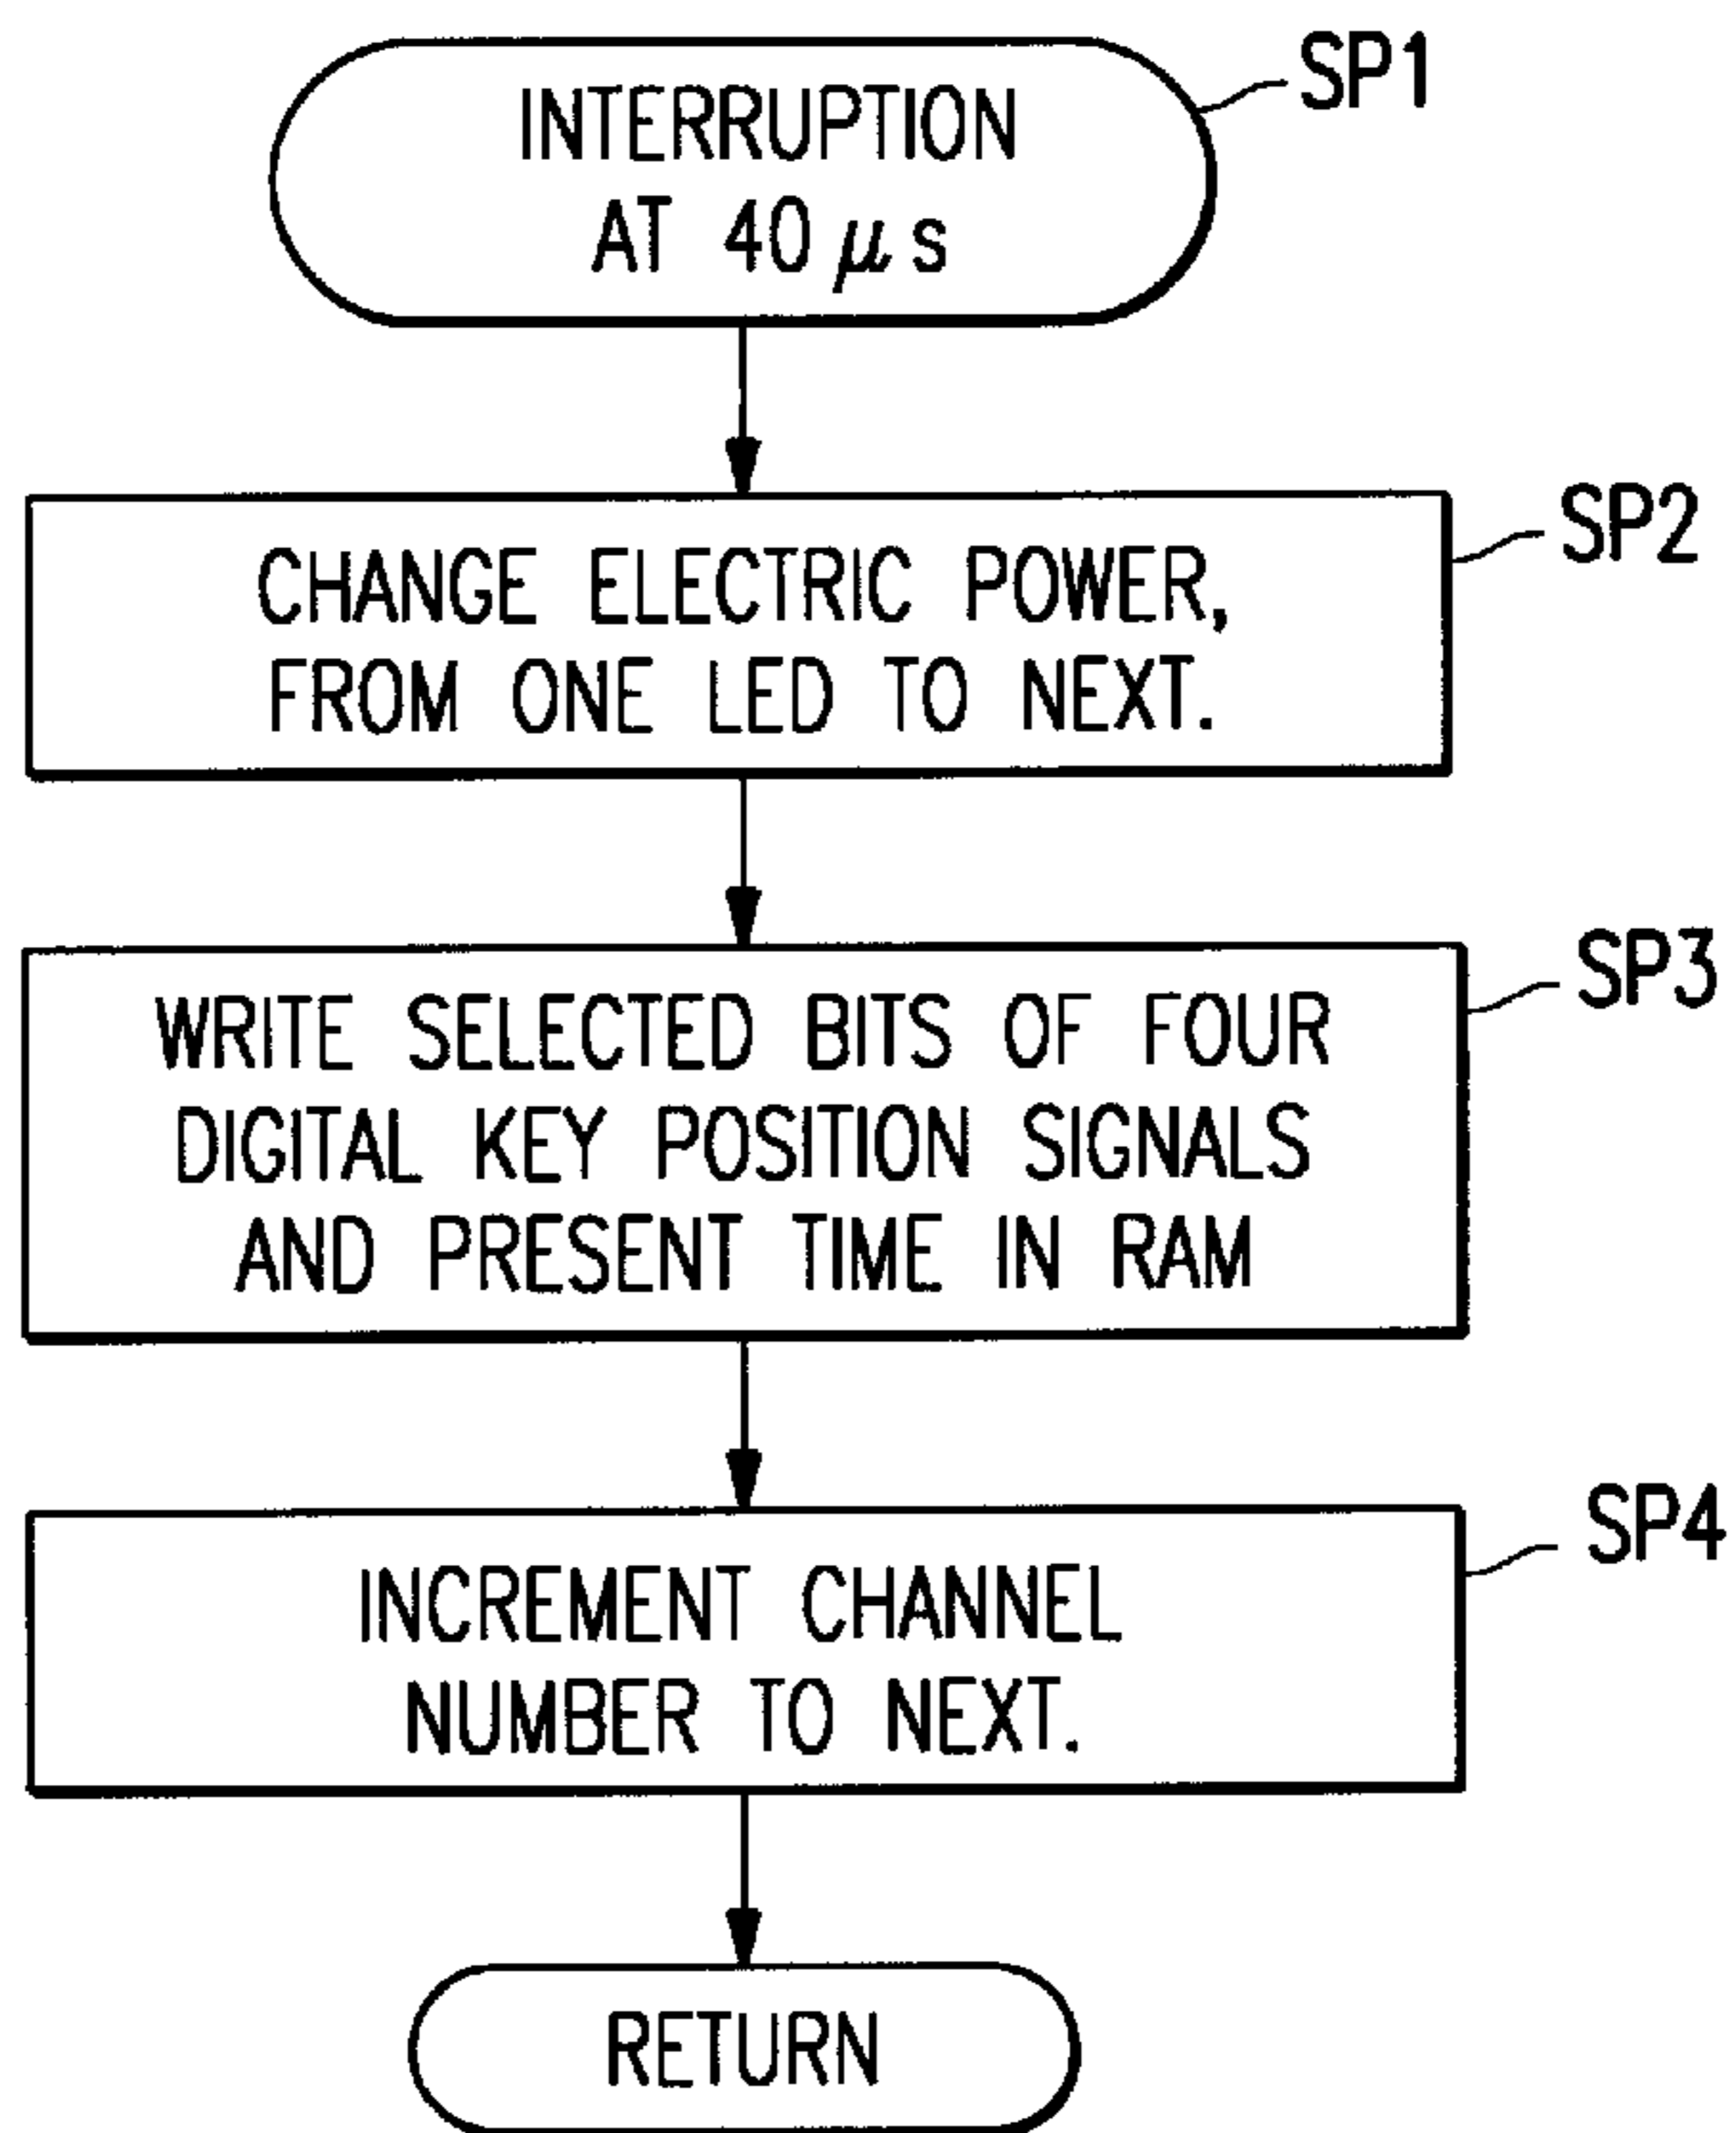 INTERRUPTION
AT 40 μs
SP1
CHANGE ELECTRIC POWER,
FROM ONE LED TO NEXT.
SP2
WRITE SELECTED BITS OF FOUR
DIGITAL KEY POSITION SIGNALS
AND PRESENT TIME IN RAM
SP3
INCREMENT CHANNEL
NUMBER TO NEXT.
SP4
RETURN